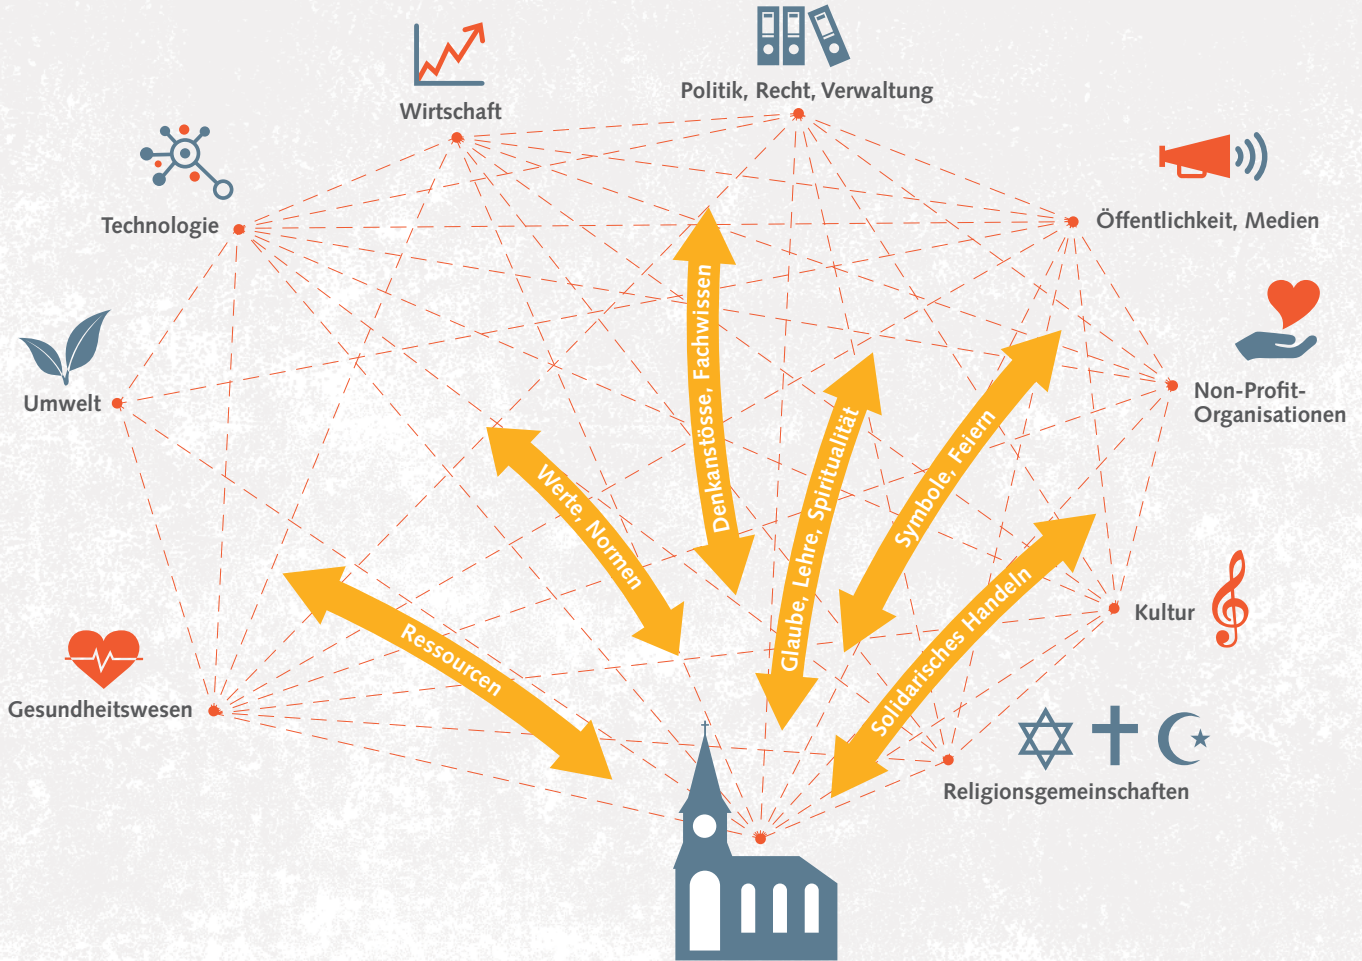 Politik, Recht, Verwaltung
Wirtschaft
Öffentlichkeit, Medien
Technologie
Non-Profit-
Organisationen
Umwelt
Denkanstösse, Fachwissen
Glaube, Lehre, Spiritualität
Symbole, Feiern
Werte, Normen
Solidarisches Handeln
Ressourcen
Kultur
Gesundheitswesen
Religionsgemeinschaften